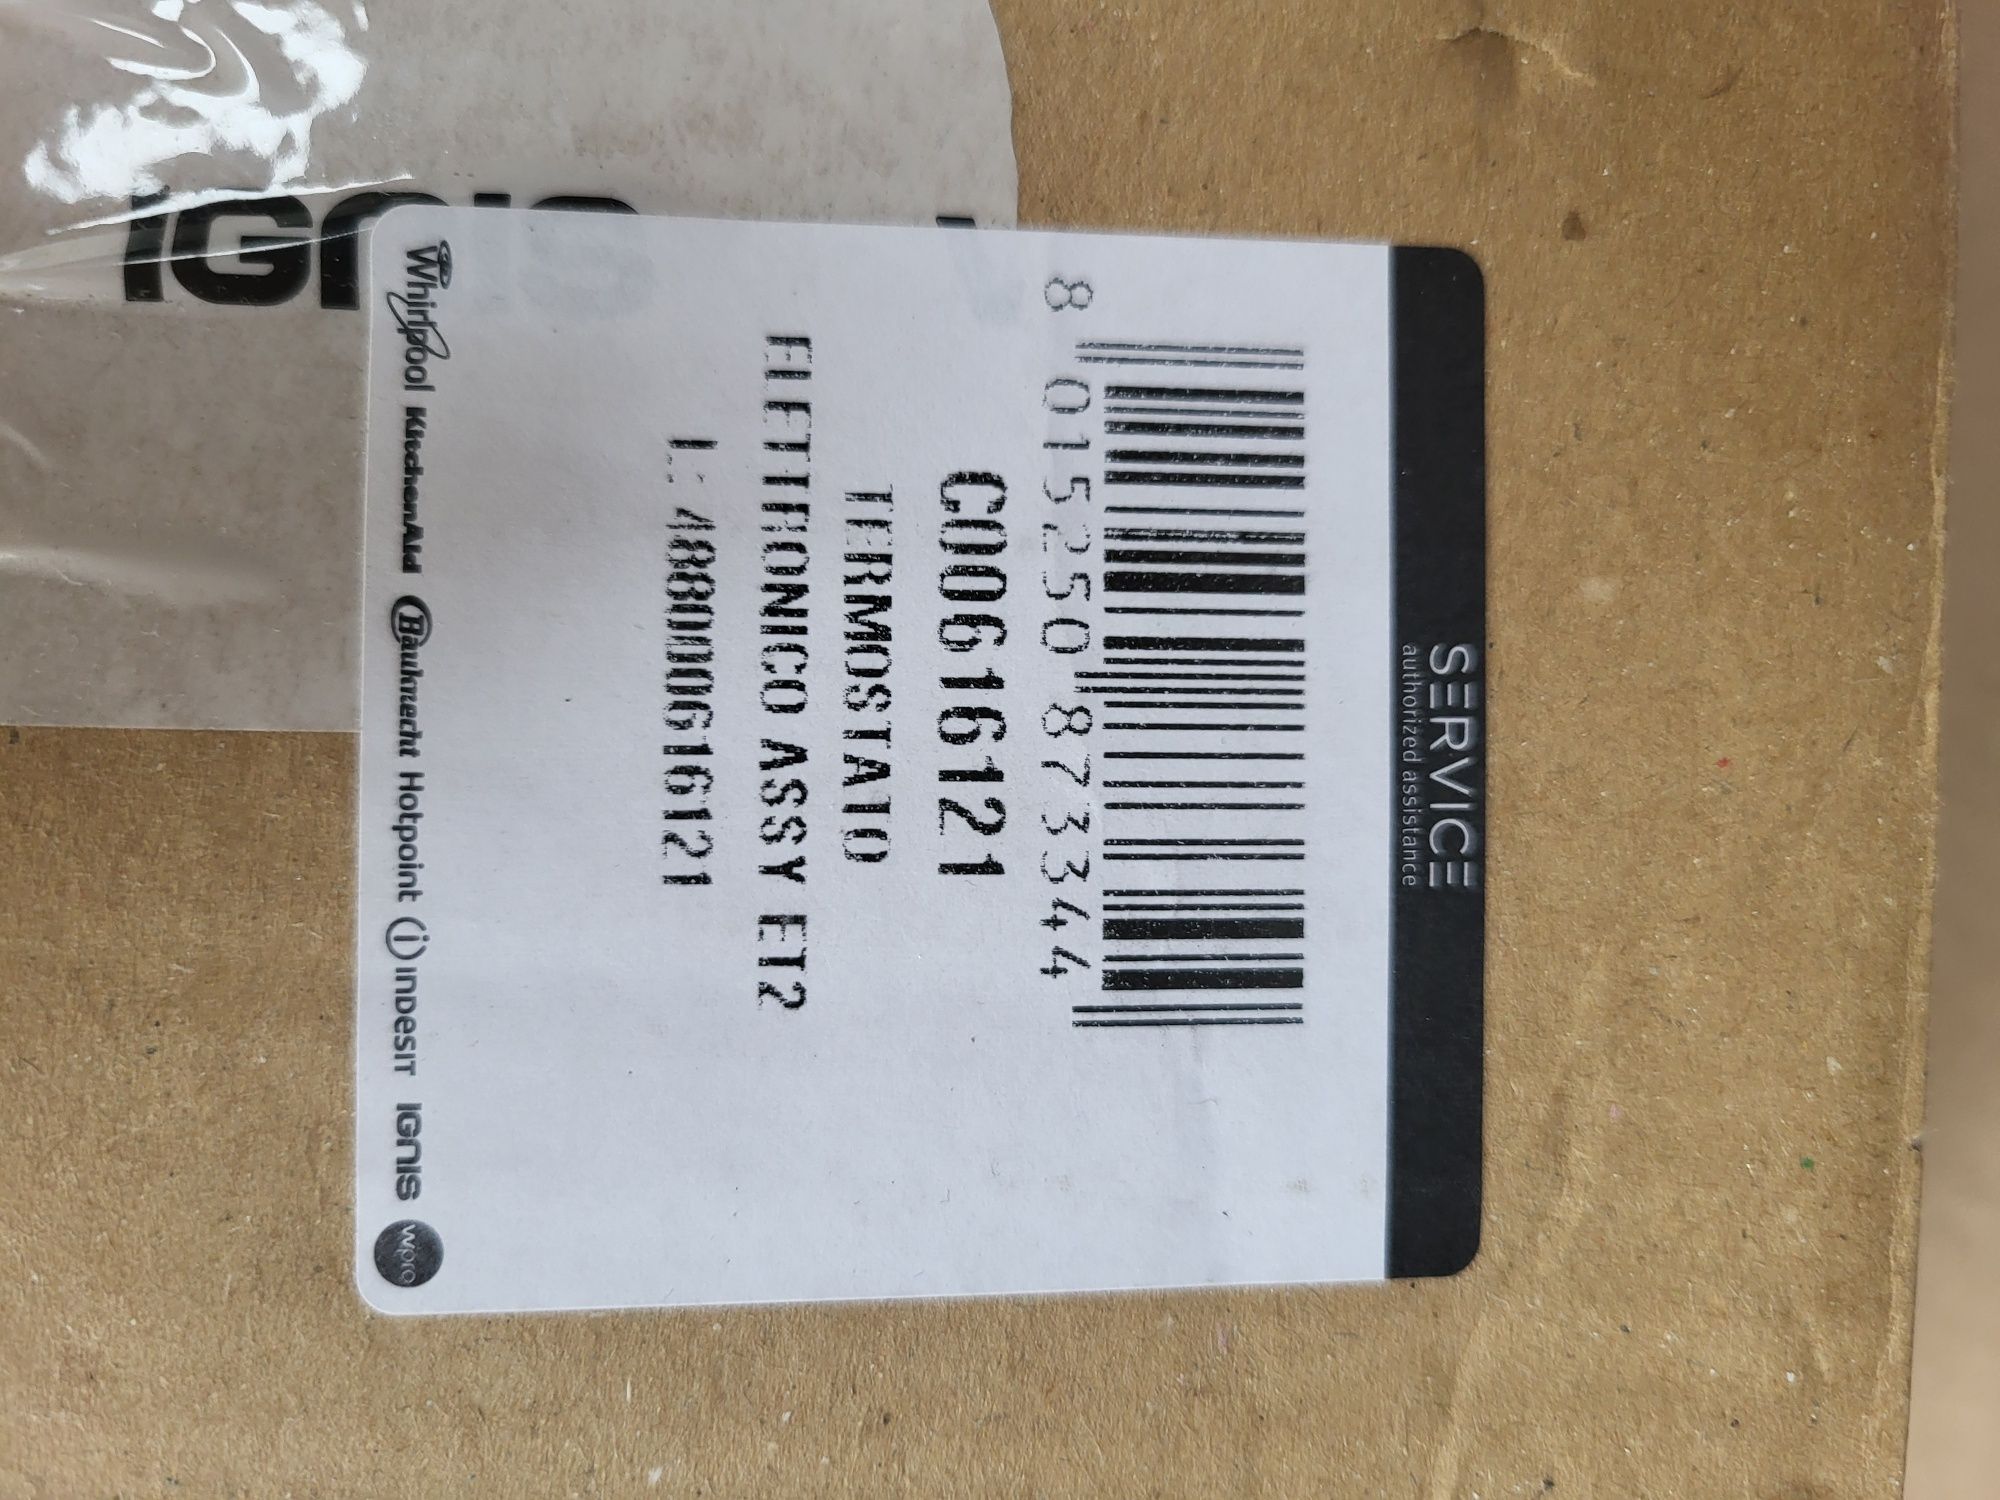 SERVICE
authorized assistance
8 015250 873344
C00616121
TERMOSTATO
ELETTRONICO ASSY ET2
L: 488000616121
Whirlpool KitchenAid Bauknecht Hotpoint i INDESIT IGNIS wpro
IGNIS